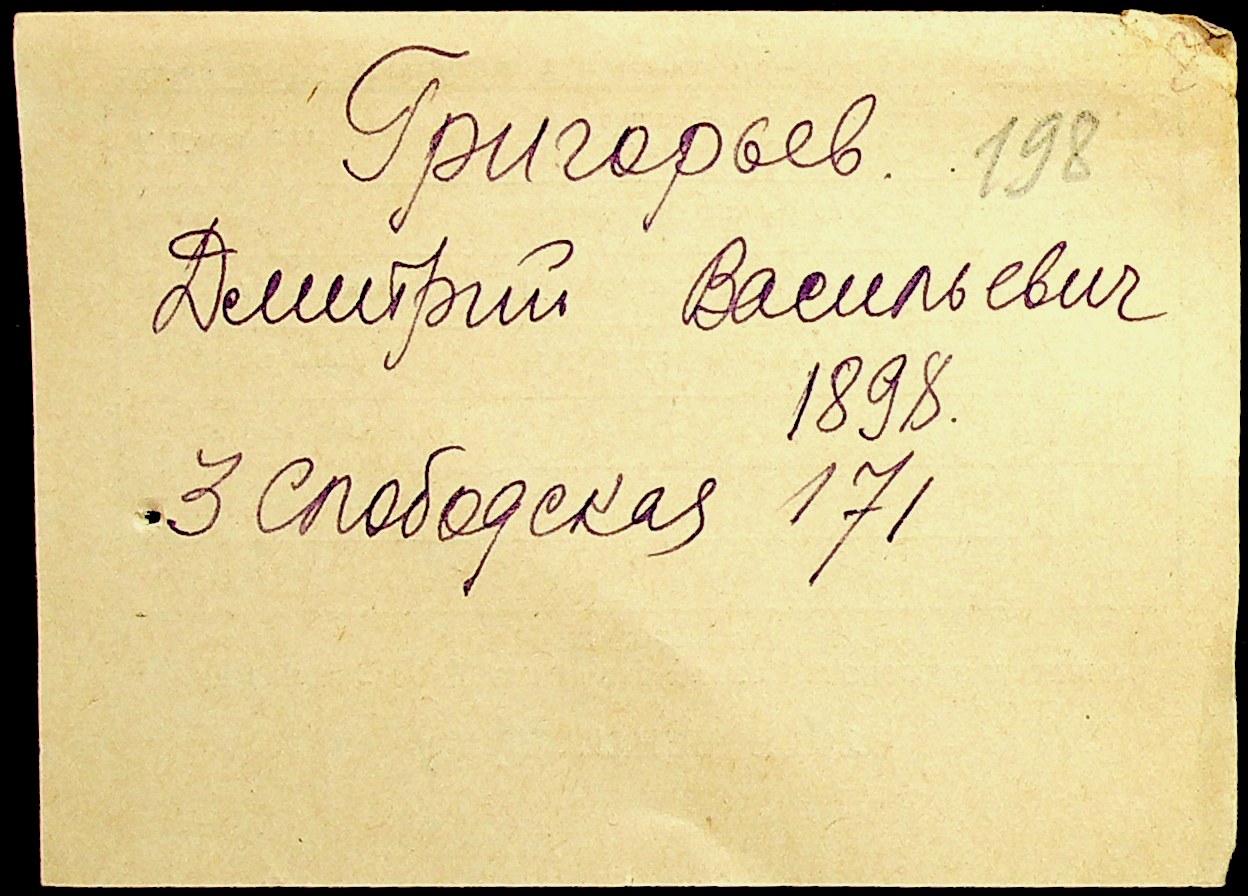 Григорьев. 198
Дмитрий Васильевич
1898.
3 Слободская 171